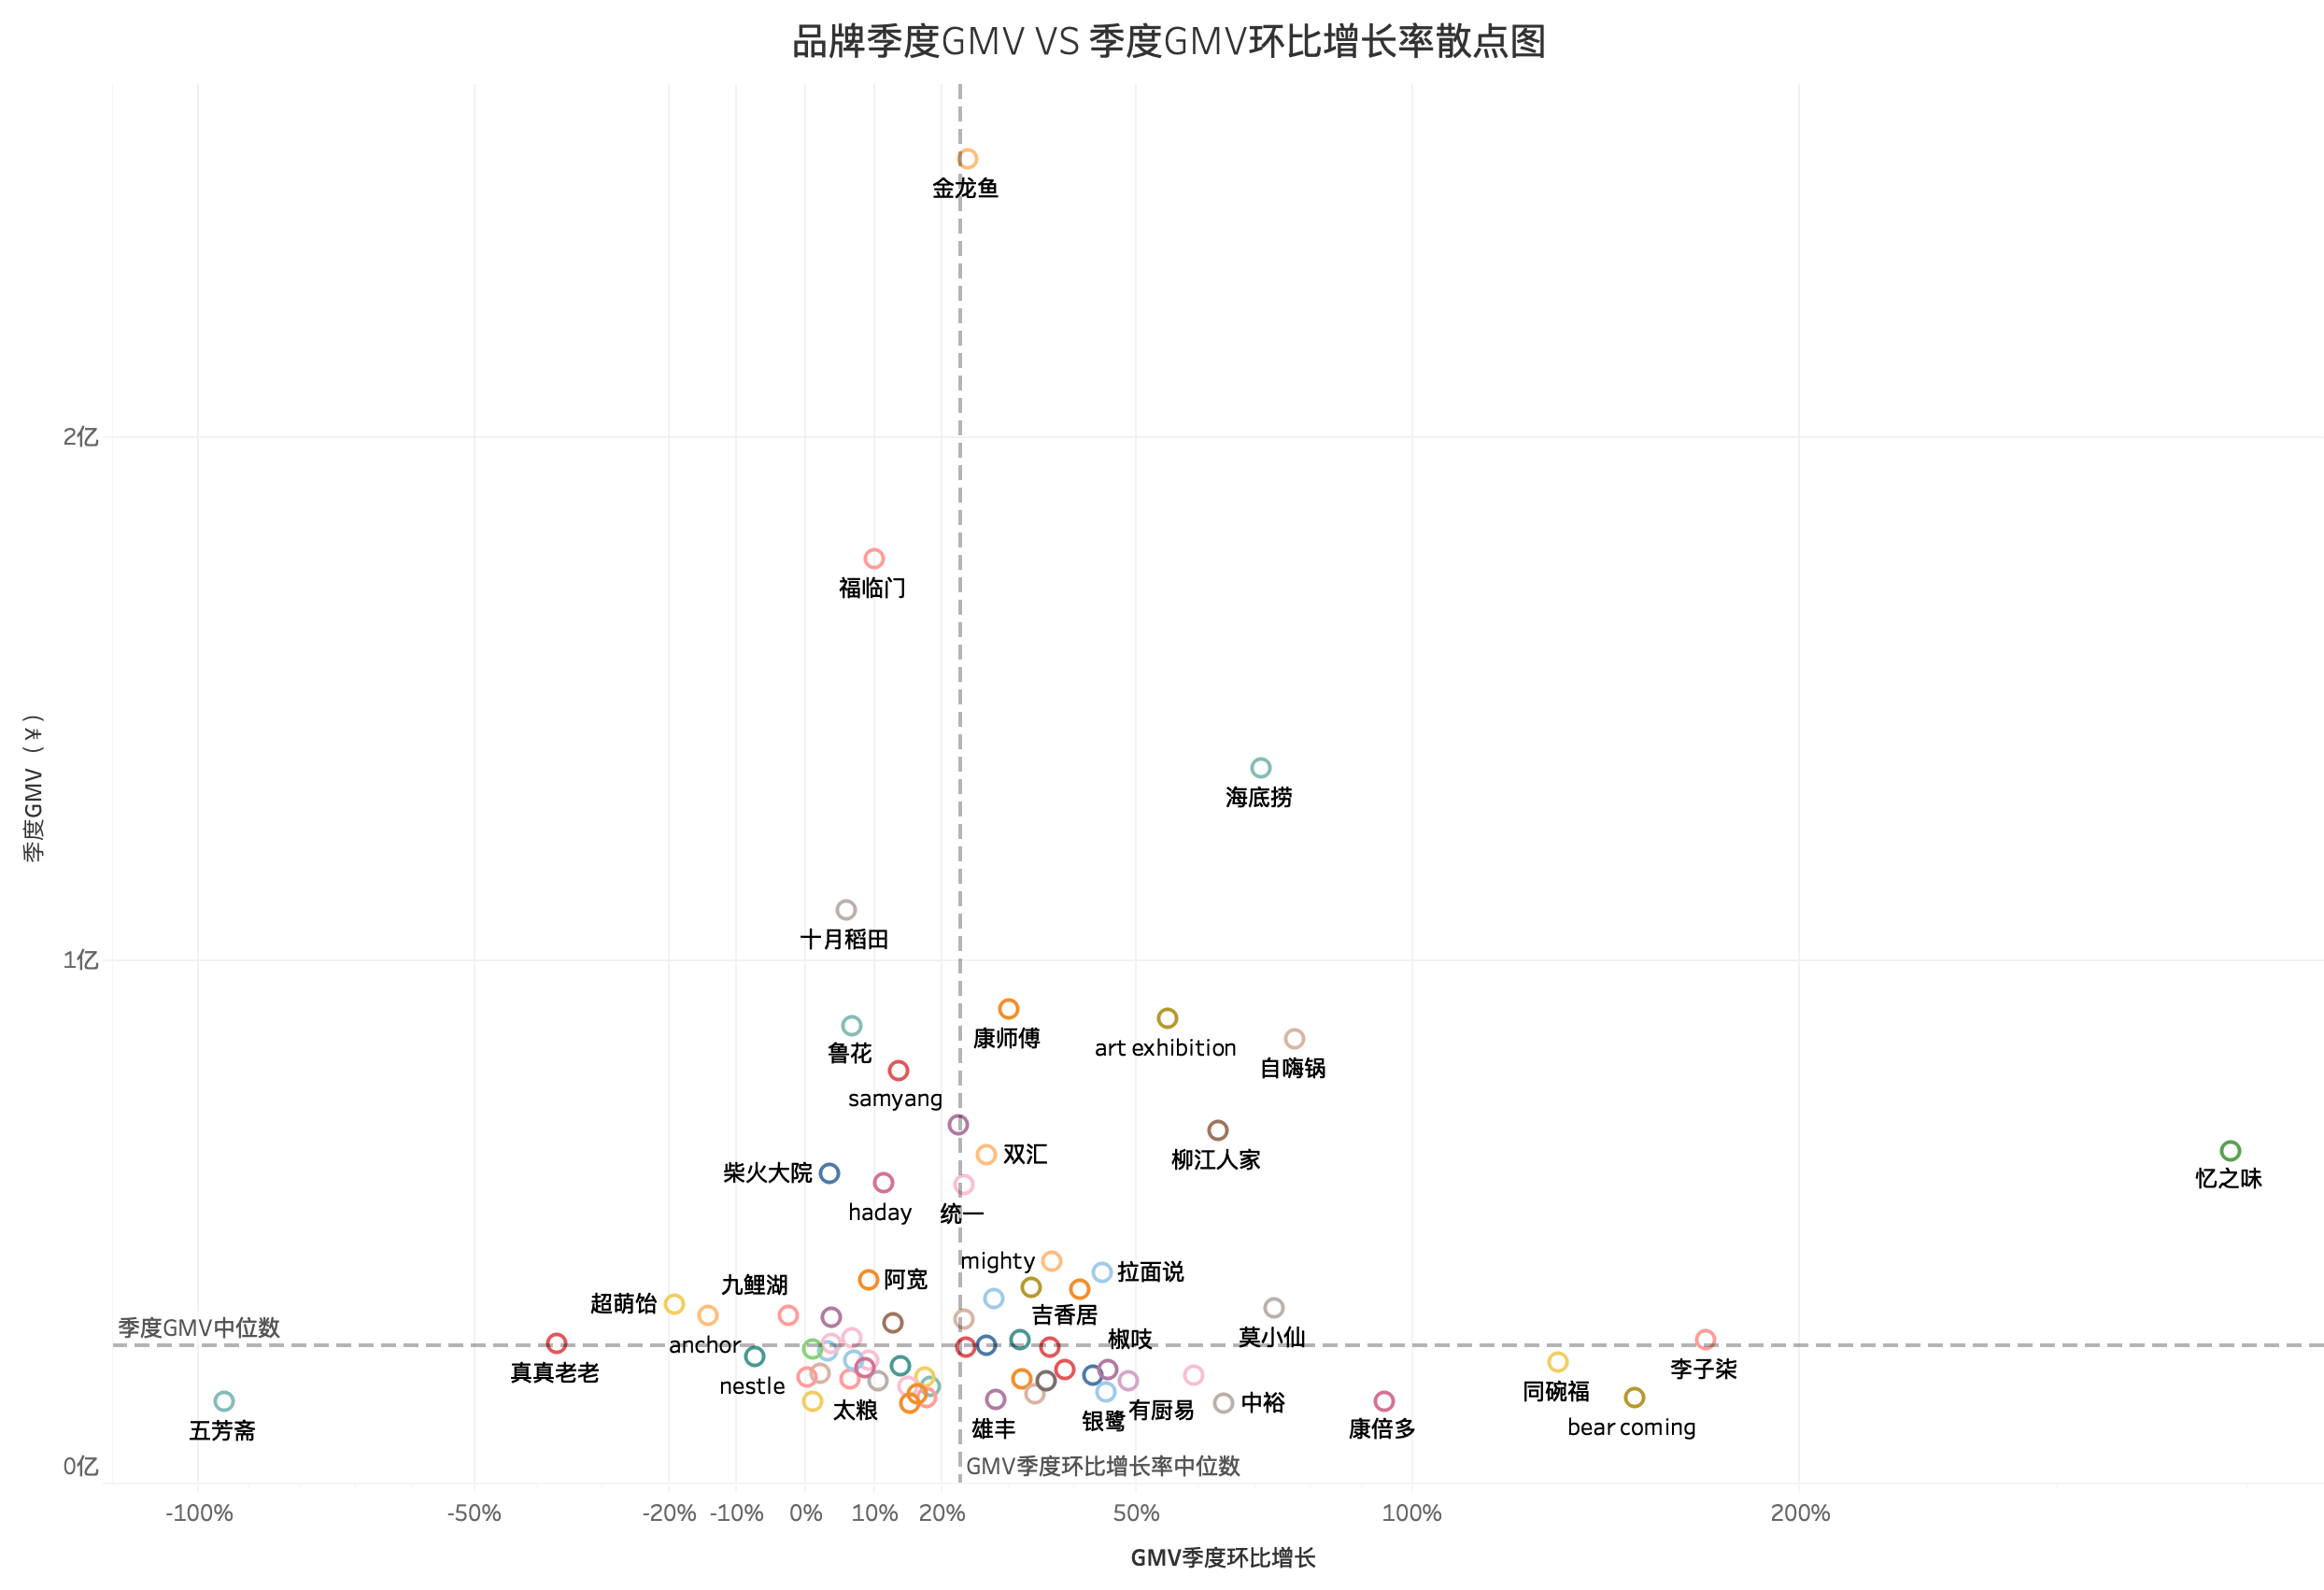 品牌季度GMV VS 季度GMV环比增长率散点图
金龙鱼
2亿
福临门
季度GMV（¥）
海底捞
十月稻田
1亿
康师傅
art exhibition
鲁花
自嗨锅
samyang
双汇
柳江人家
柴火大院
忆之味
haday
统一
mighty
拉面说
阿宽
九鲤湖
超萌饴
吉香居
季度GMV中位数
莫小仙
椒吱
anchor
李子柒
真真老老
nestle
同碗福
中裕
太粮
有厨易
银鹭
bear coming
雄丰
康倍多
五芳斋
0亿
GMV季度环比增长率中位数
-100%
-50%
-20%
-10%
0%
10%
20%
50%
100%
200%
GMV季度环比增长